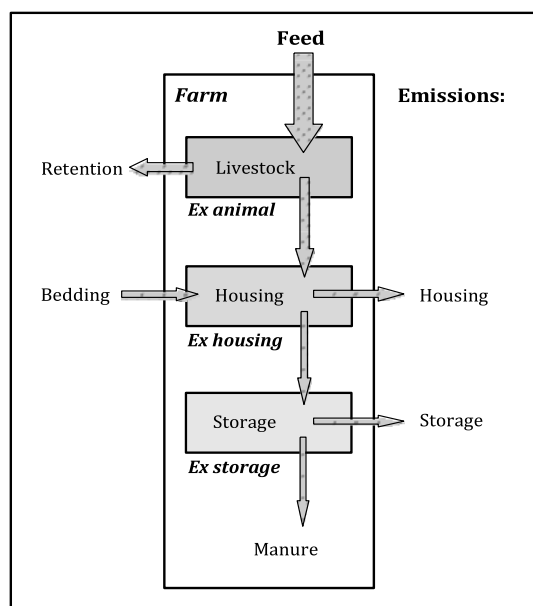 Feed
Farm
Emissions:
Retention
Livestock
Ex animal
Bedding
Housing
Housing
Ex housing
Storage
Storage
Ex storage
Manure